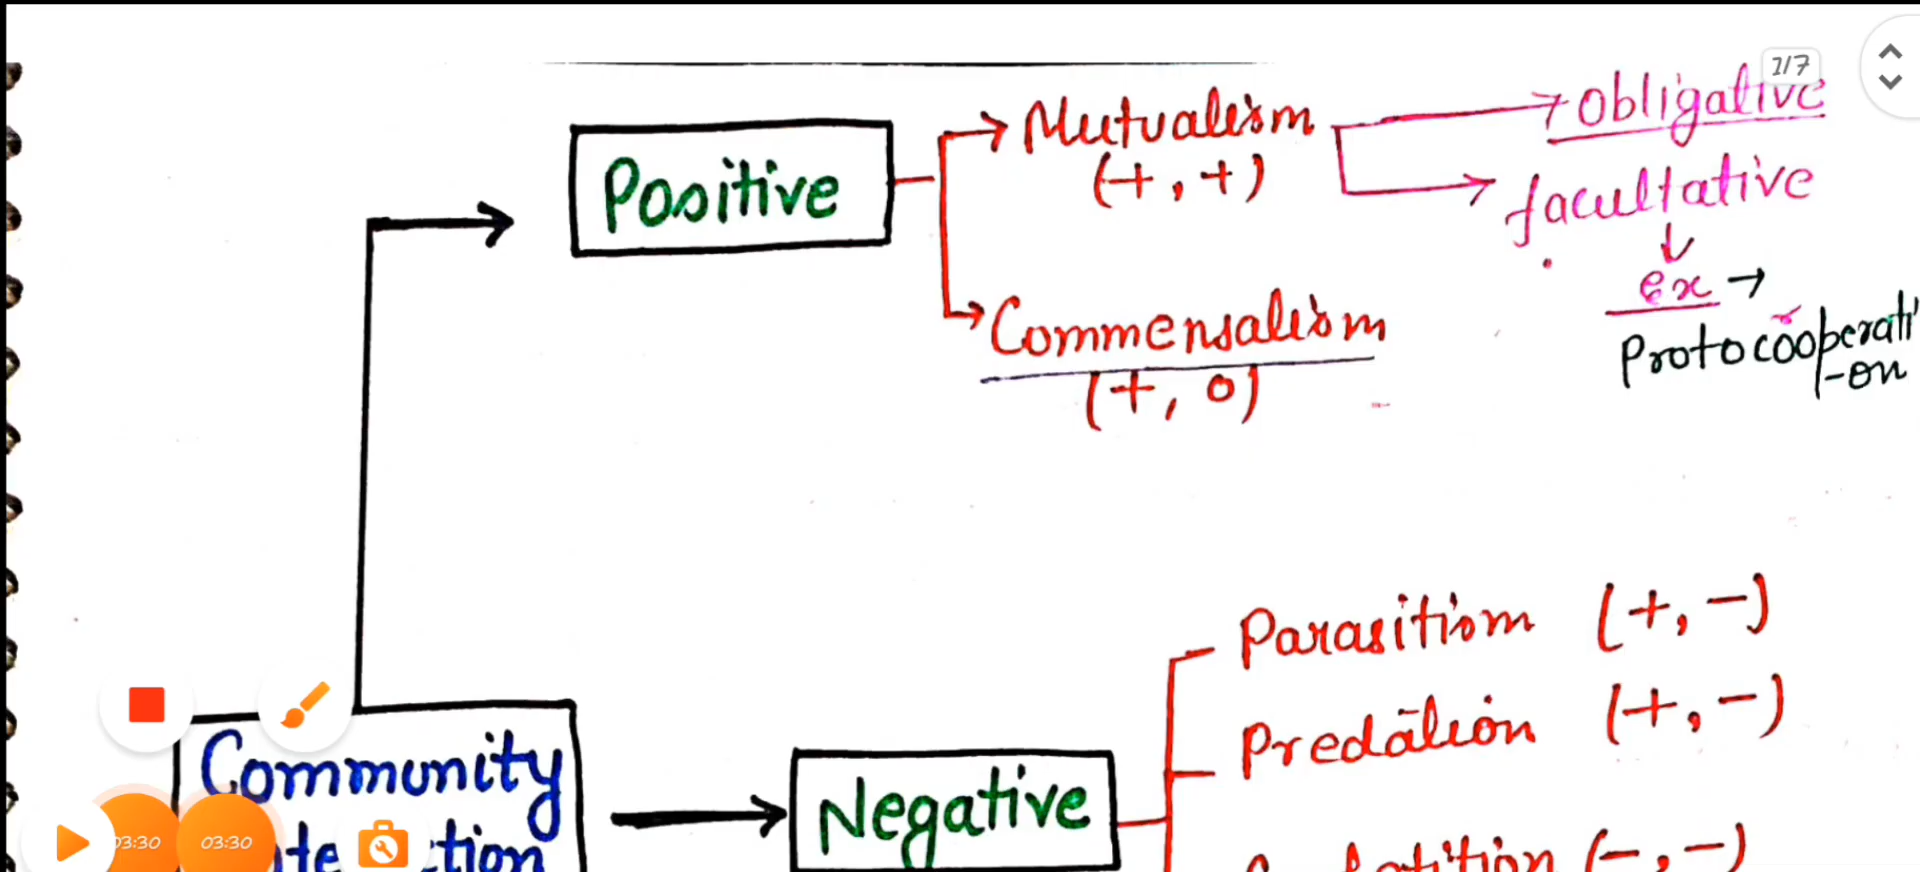 2/7
Positive
→ Mutualism
(+, +)
→ obligative
→ facultative
↓
ex →
Protocooperati
-on
→ Commensalism
(+, 0)
Community
tion
Negative
Parasitism (+, -)
Predation (+, -)
(-, -)
03:30
03:30